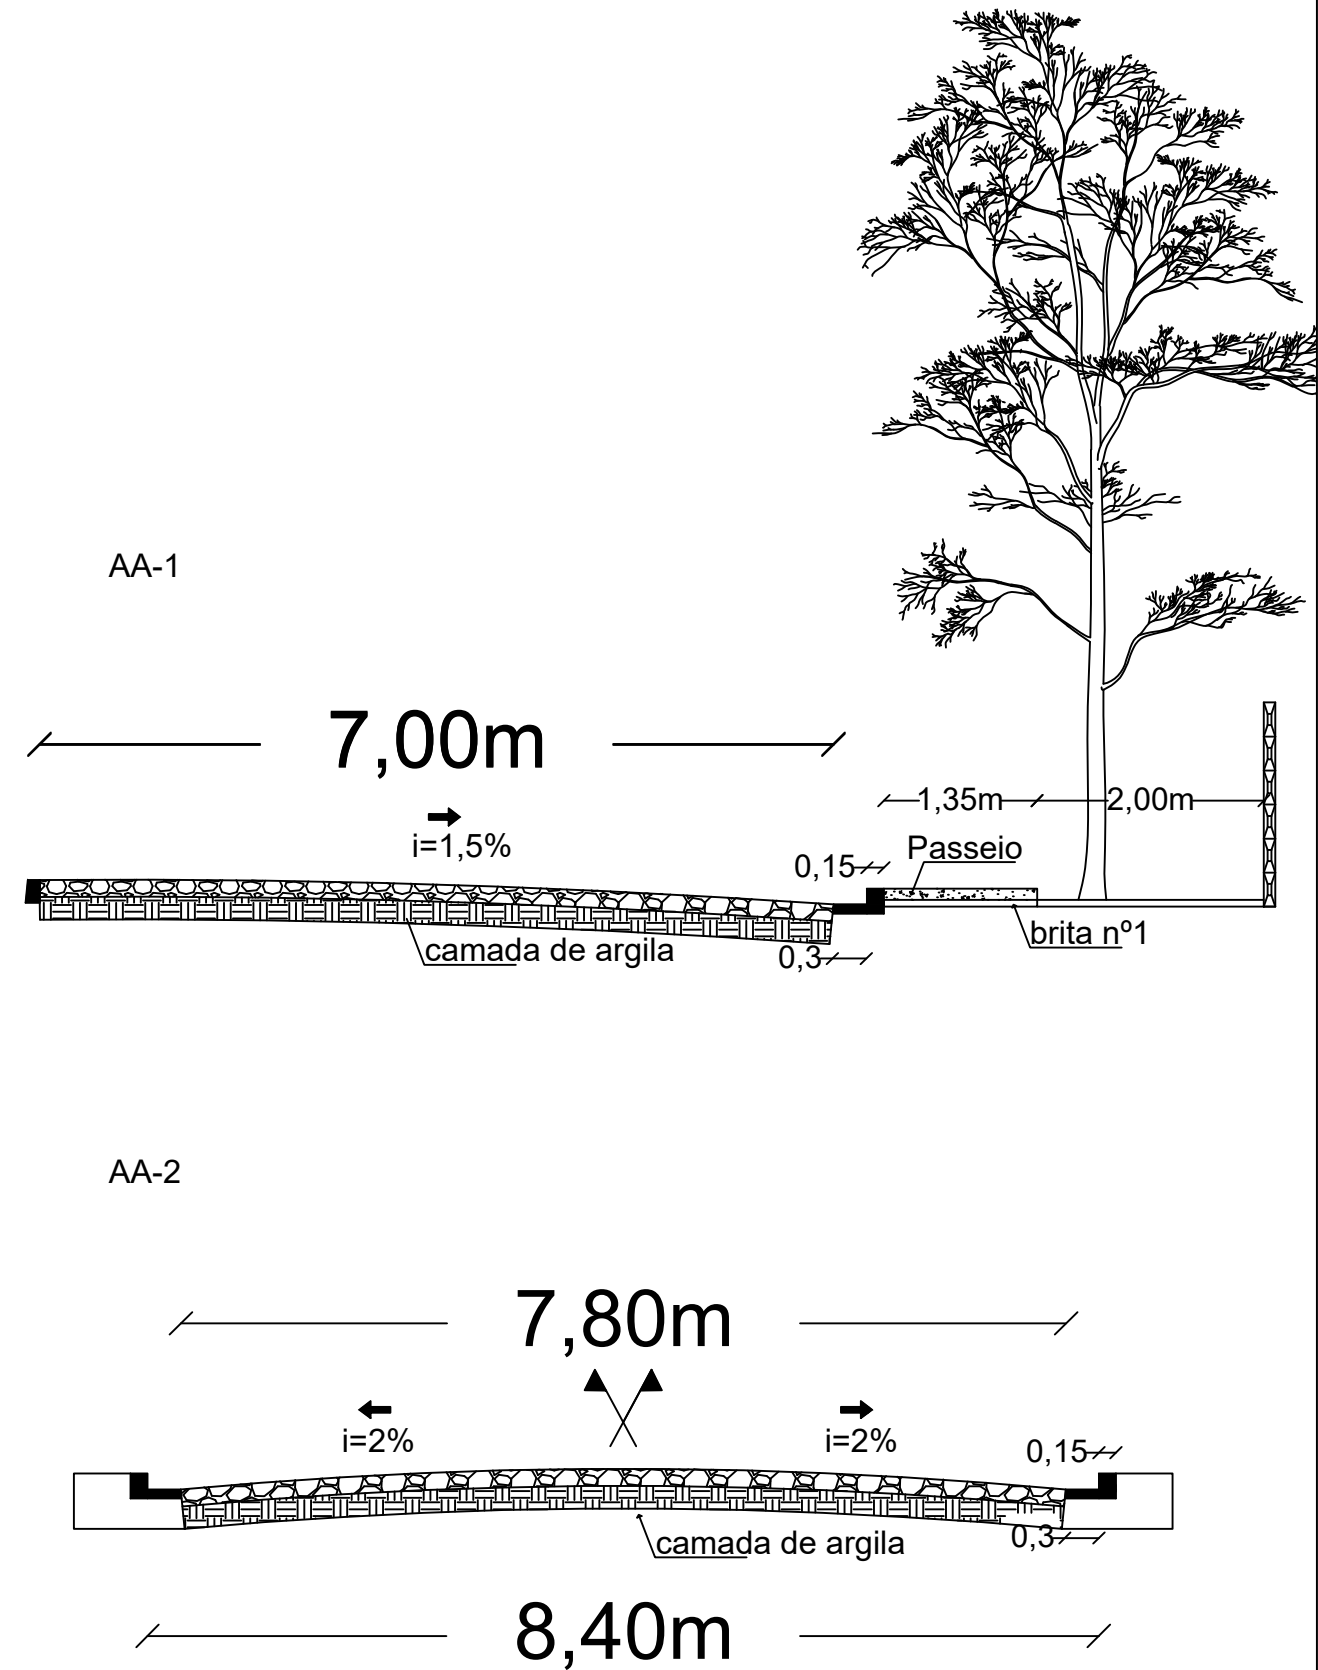 AA-1
7,00m
1,35m
2,00m
i=1,5%
Passeio
0,15
brita nº1
camada de argila
0,3
AA-2
7,80m
i=2%
i=2%
0,15
0,3
camada de argila
8,40m